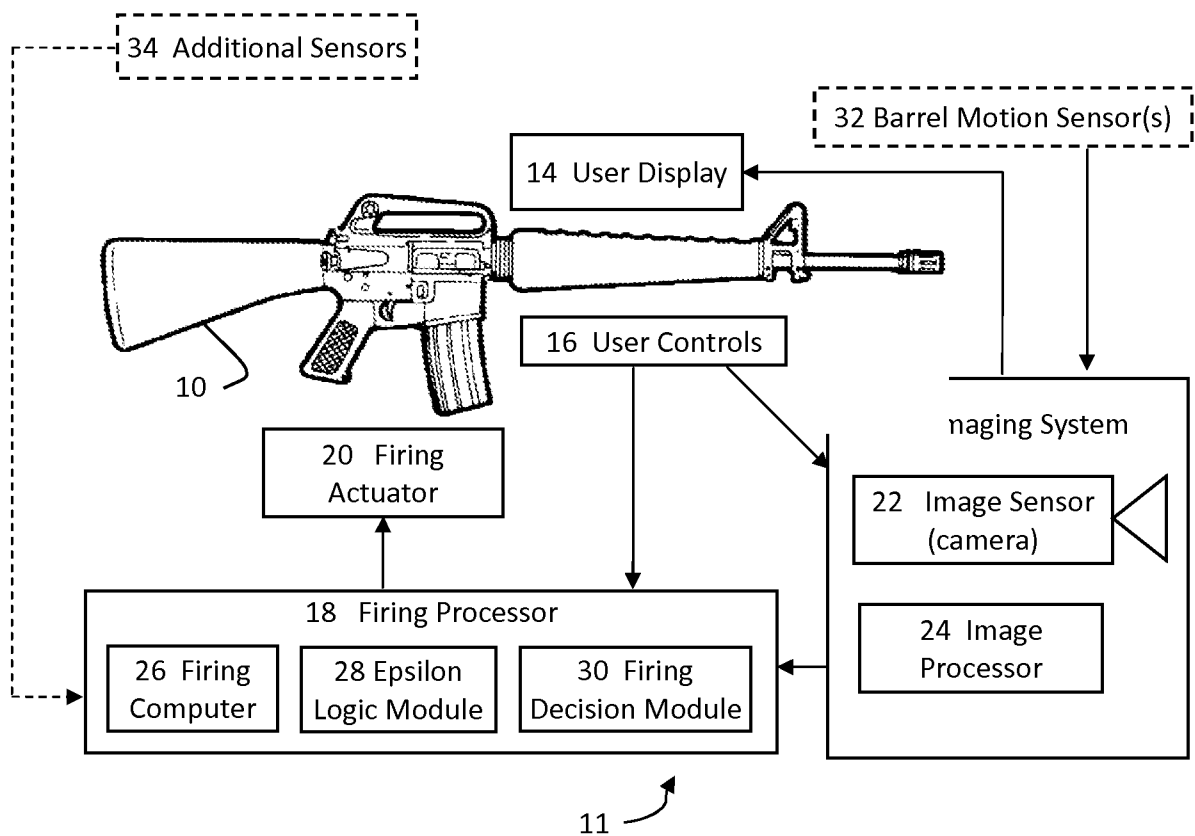 34 Additional Sensors
32 Barrel Motion Sensor(s)
14 User Display
16 User Controls
10
maging System
20 Firing
Actuator
22 Image Sensor
(camera)
18 Firing Processor
24 Image
Processor
26 Firing
Computer
28 Epsilon
Logic Module
30 Firing
Decision Module
11